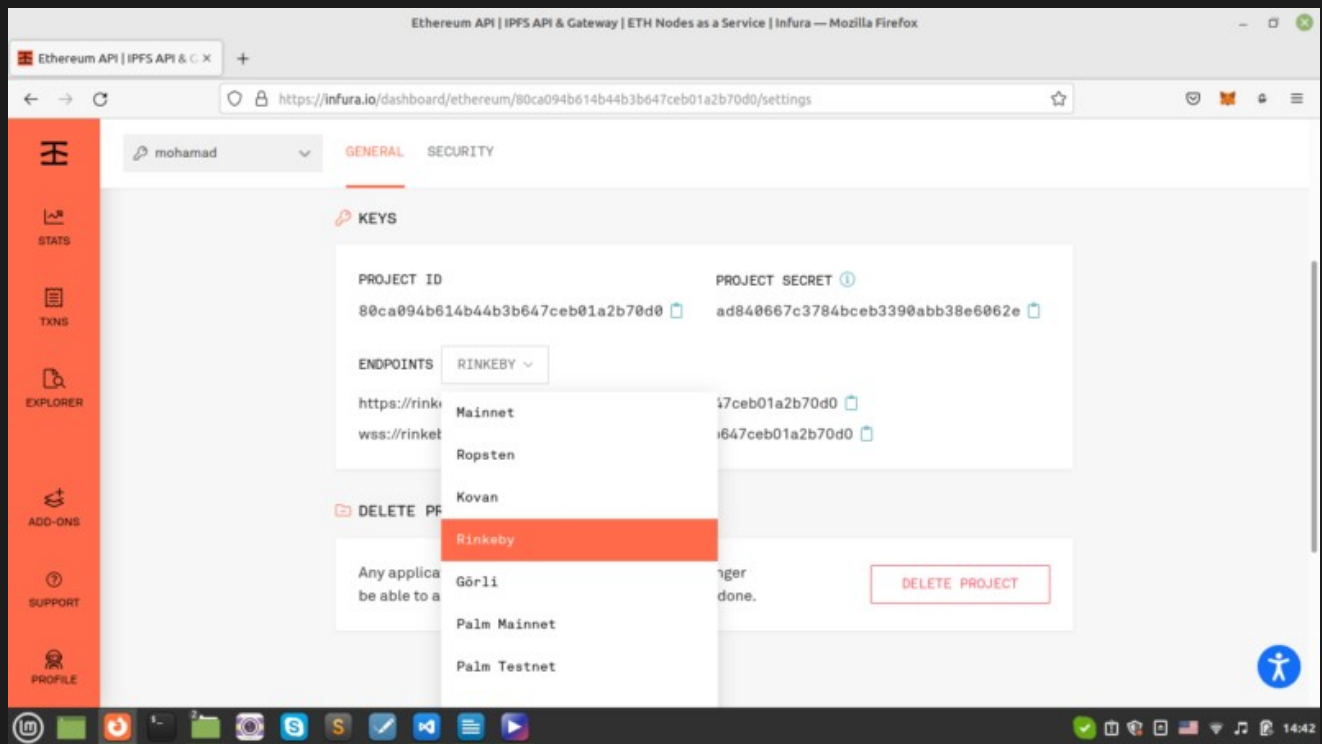 Ethereum API | IPFS API & Gateway | ETH Nodes as a Service | Infura — Mozilla Firefox
Ethereum API | IPFS API & G
https://infura.io/dashboard/ethereum/80ca094b614b44b3b647ceb01a2b70d0/settings
mohamad
GENERAL SECURITY
STATS
TXNS
EXPLORER
ADD-ONS
SUPPORT
PROFILE
KEYS
PROJECT ID
80ca094b614b44b3b647ceb01a2b70d0
PROJECT SECRET
ad840667c3784bceb3390abb38e6062e
ENDPOINTS RINKEBY
https://rink 47ceb01a2b70d0
wss://rinkeb 647ceb01a2b70d0
Mainnet
Ropsten
Kovan
Rinkeby
Görli
Palm Mainnet
Palm Testnet
DELETE PR
Any applica nger
be able to a done.
DELETE PROJECT
14:42